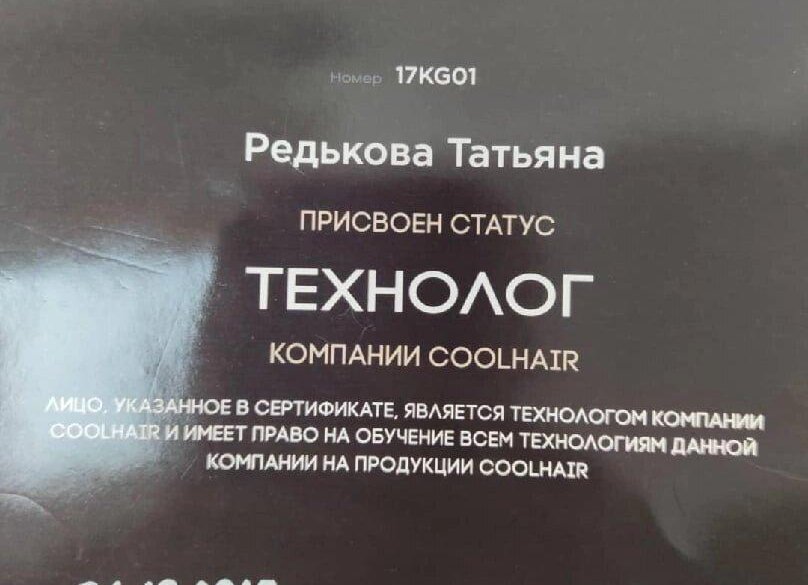 Номер 17KG01
Редькова Татьяна
ПРИСВОЕН СТАТУС
ТЕХНОЛОГ
КОМПАНИИ COOLHAIR
ЛИЦО, УКАЗАННОЕ В СЕРТИФИКАТЕ, ЯВЛЯЕТСЯ ТЕХНОЛОГОМ КОМПАНИИ
COOLHAIR И ИМЕЕТ ПРАВО НА ОБУЧЕНИЕ ВСЕМ ТЕХНОЛОГИЯМ ДАННОЙ
КОМПАНИИ НА ПРОДУКЦИИ COOLHAIR